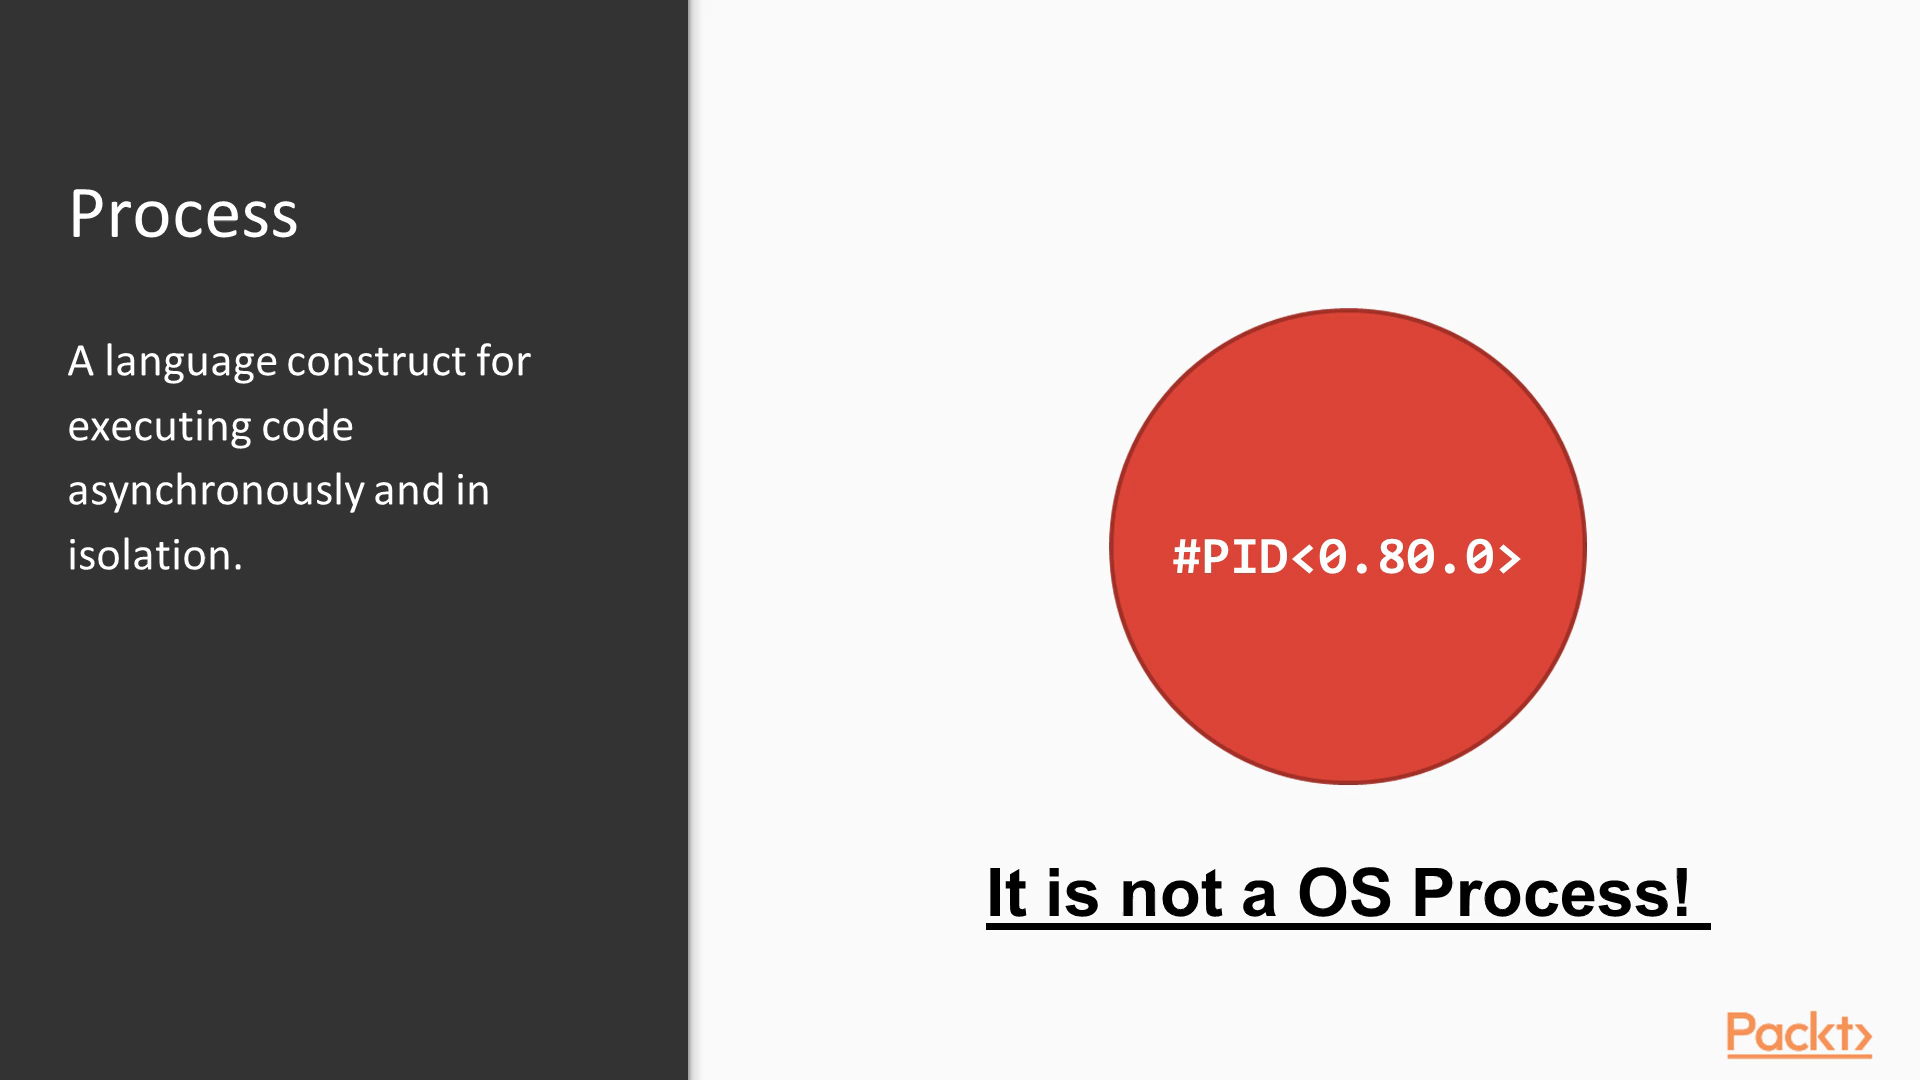 Process
A language construct for
executing code
asynchronously and in
isolation.
#PID<0.80.0>
It is not a OS Process!
Packt>